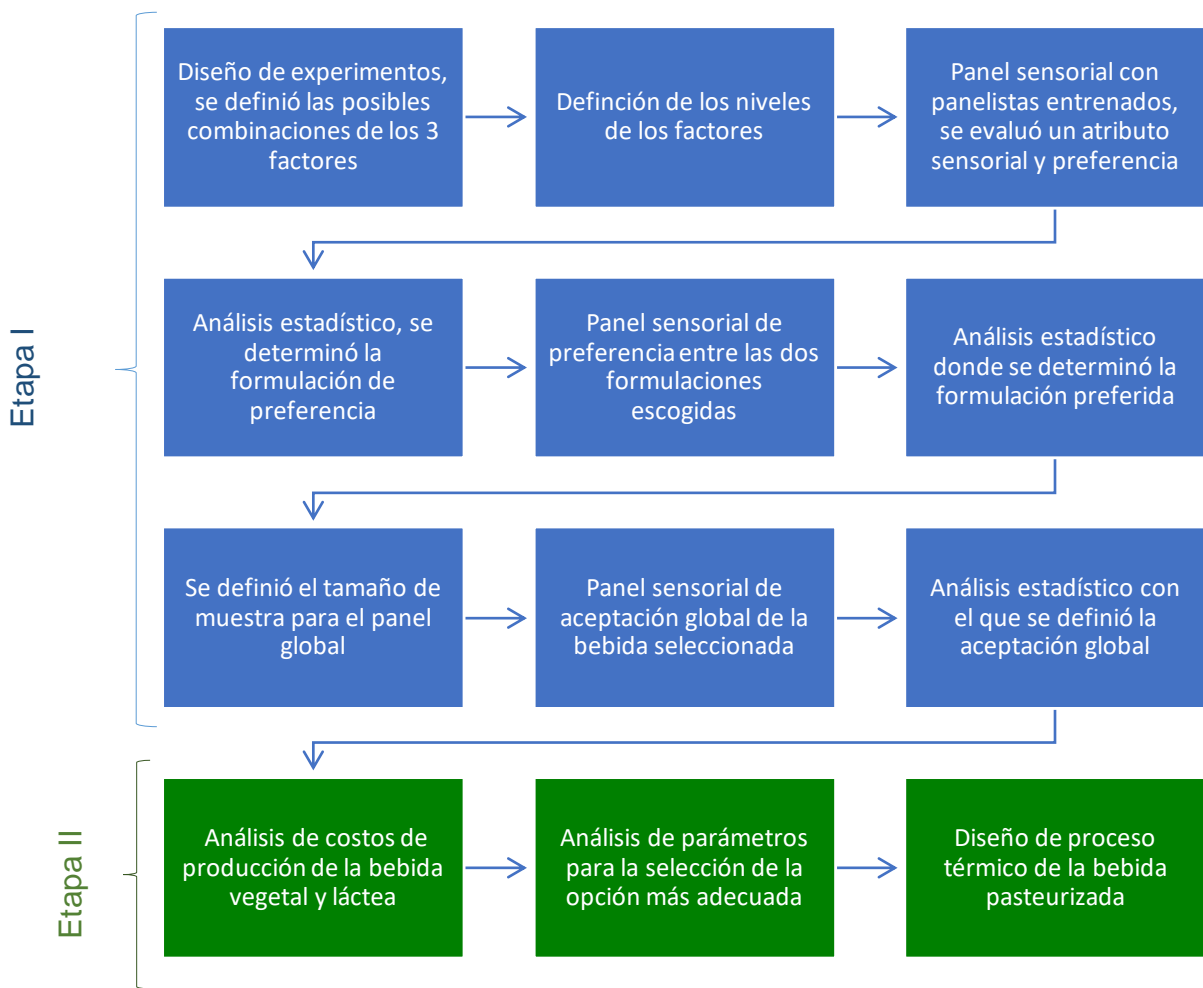 Etapa I
Diseño de experimentos,
se definió las posibles
combinaciones de los 3
factores
Definción de los niveles
de los factores
Panel sensorial con
panelistas entrenados,
se evaluó un atributo
sensorial y preferencia
Análisis estadístico, se
determinó la
formulación de
preferencia
Panel sensorial de
preferencia entre las dos
formulaciones
escogidas
Análisis estadístico
donde se determinó la
formulación preferida
Se definió el tamaño de
muestra para el panel
global
Panel sensorial de
aceptación global de la
bebida seleccionada
Análisis estadístico con
el que se definió la
aceptación global
Etapa II
Análisis de costos de
producción de la bebida
vegetal y láctea
Análisis de parámetros
para la selección de la
opción más adecuada
Diseño de proceso
térmico de la bebida
pasteurizada